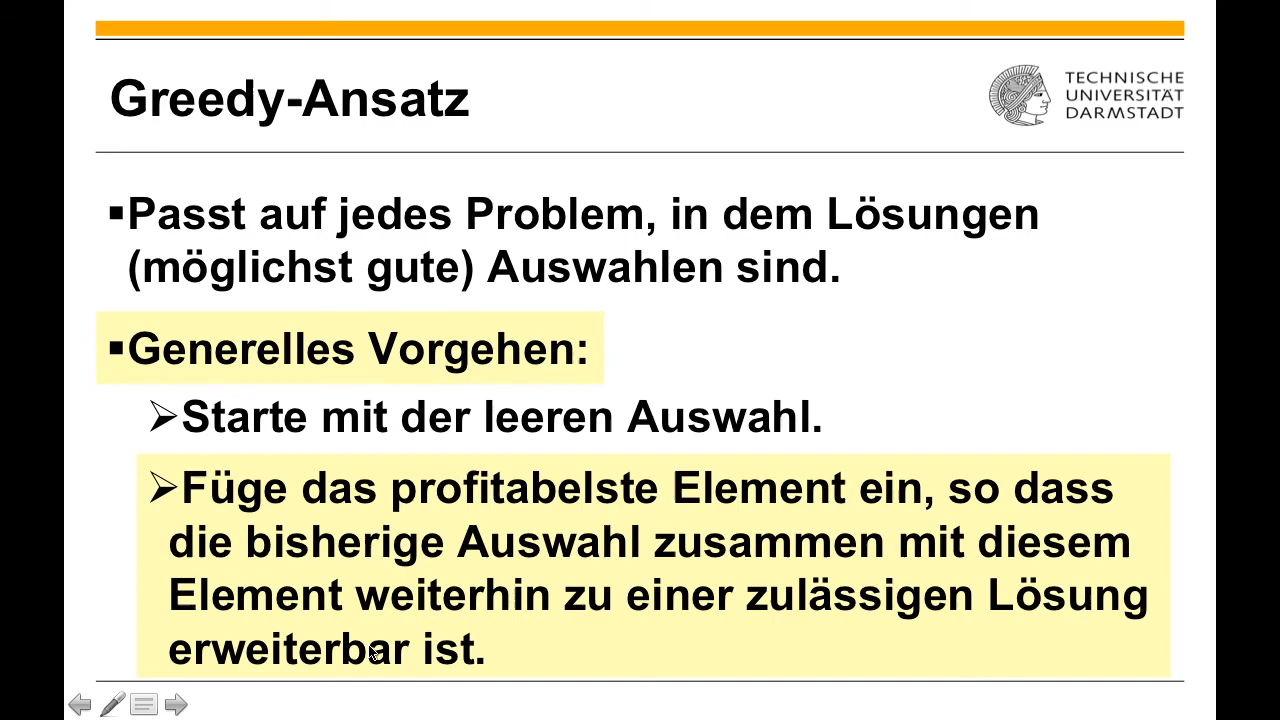 Greedy-Ansatz
TECHNISCHE
UNIVERSITÄT
DARMSTADT
▪Passt auf jedes Problem, in dem Lösungen
(möglichst gute) Auswahlen sind.
▪Generelles Vorgehen:
➢Starte mit der leeren Auswahl.
➢Füge das profitabelste Element ein, so dass
die bisherige Auswahl zusammen mit diesem
Element weiterhin zu einer zulässigen Lösung
erweiterbar ist.